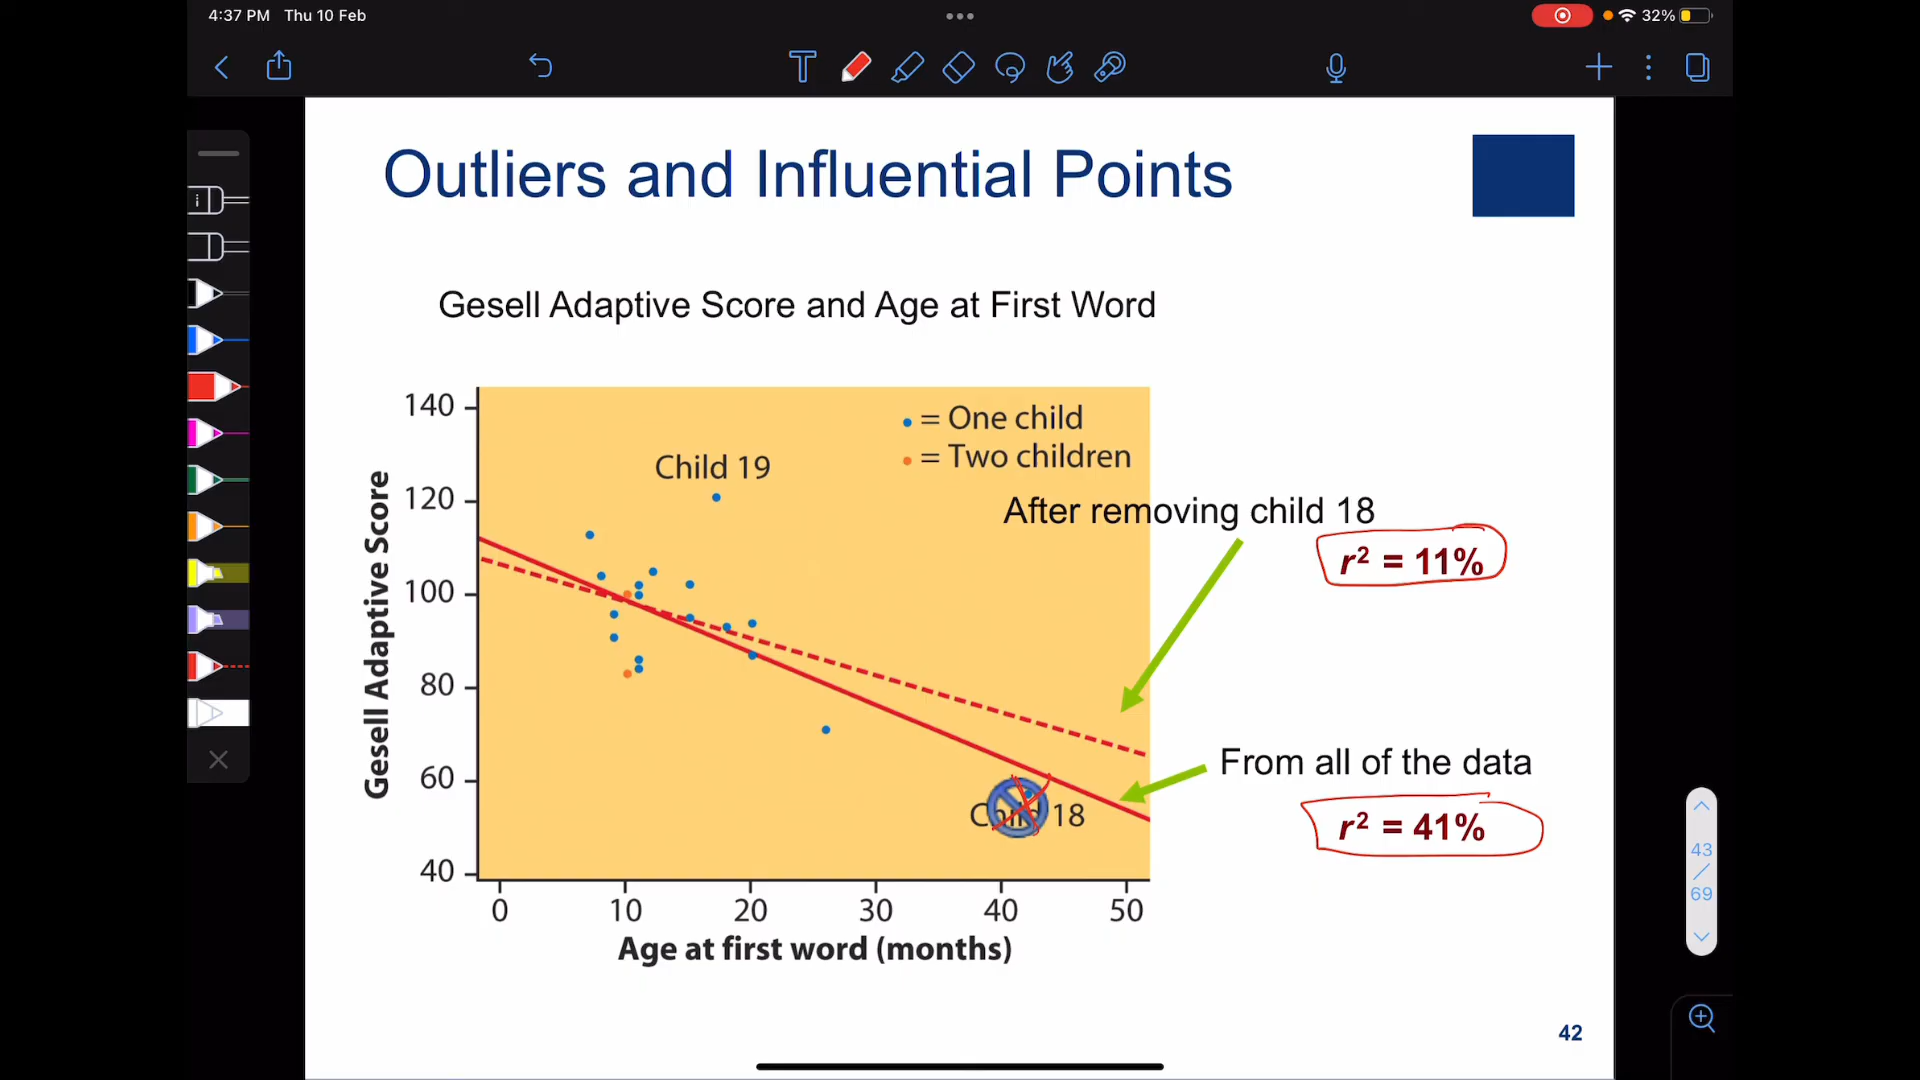 4:37 PM Thu 10 Feb
32%
Outliers and Influential Points
Gesell Adaptive Score and Age at First Word
= One child
= Two children
Child 19
After removing child 18
r² = 11%
From all of the data
r² = 41%
Child 18
Gesell Adaptive Score
140
120
100
80
60
40
0 10 20 30 40 50
Age at first word (months)
43
69
42